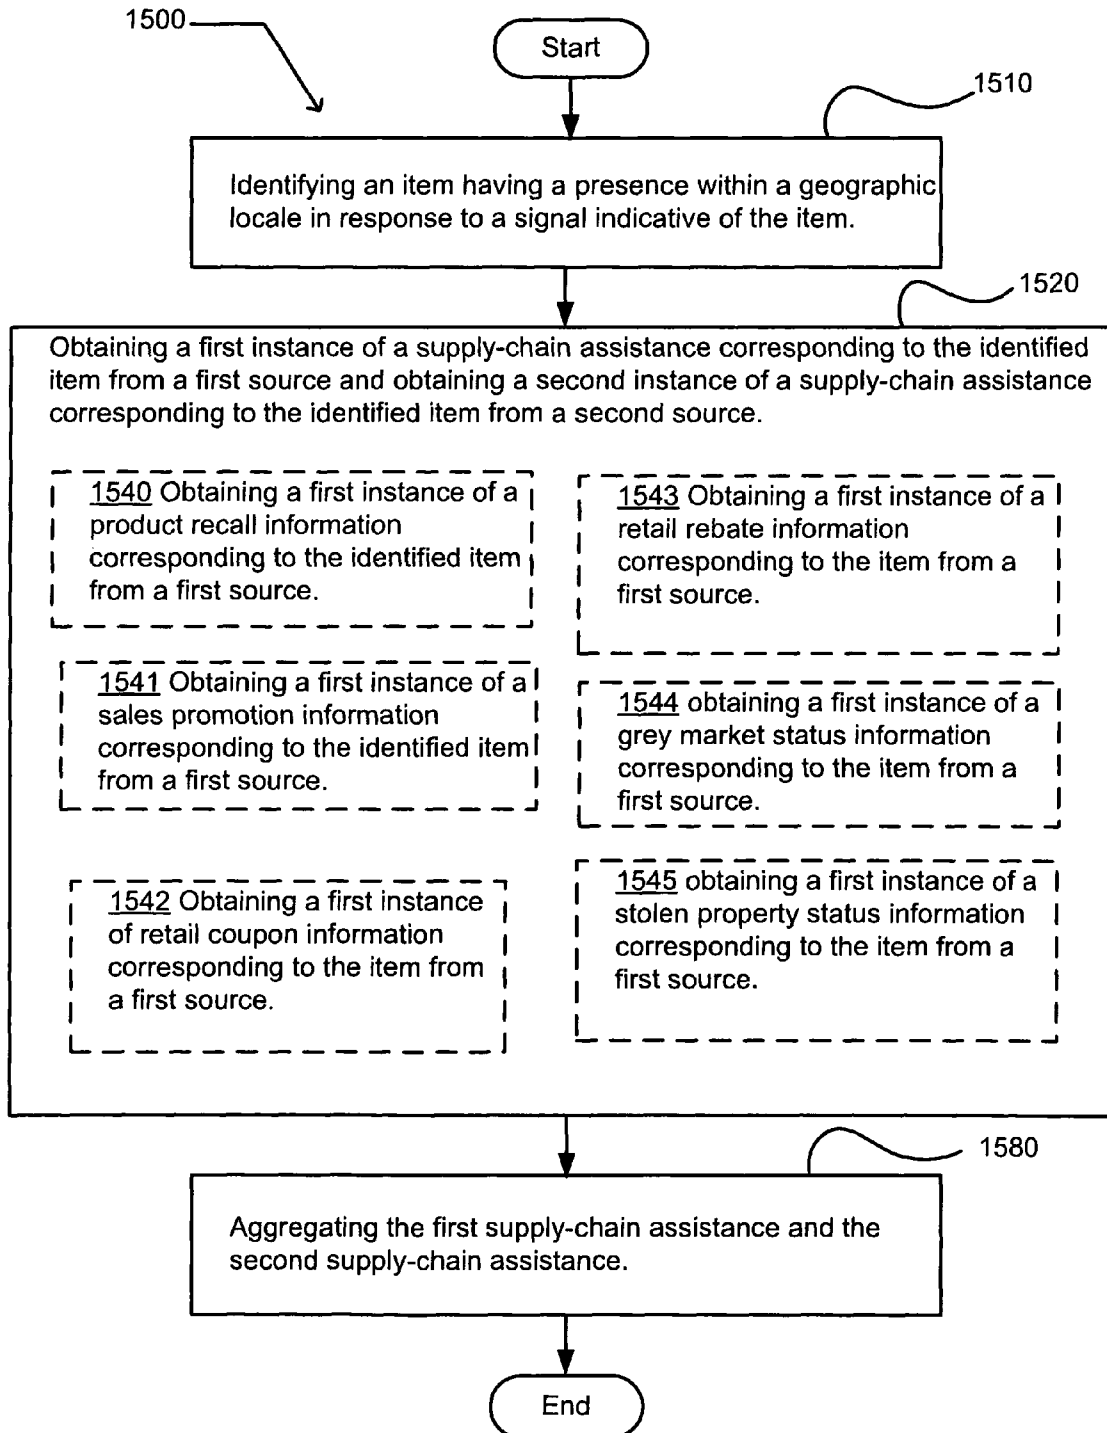 1500
Start
1510
Identifying an item having a presence within a geographic
locale in response to a signal indicative of the item.
1520
Obtaining a first instance of a supply-chain assistance corresponding to the identified
item from a first source and obtaining a second instance of a supply-chain assistance
corresponding to the identified item from a second source.
1540 Obtaining a first instance of a
product recall information
corresponding to the identified item
from a first source.
1541 Obtaining a first instance of a
sales promotion information
corresponding to the identified item
from a first source.
1542 Obtaining a first instance
of retail coupon information
corresponding to the item from
a first source.
1543 Obtaining a first instance of a
retail rebate information
corresponding to the item from a
first source.
1544 obtaining a first instance of a
grey market status information
corresponding to the item from a
first source.
1545 obtaining a first instance of a
stolen property status information
corresponding to the item from a
first source.
1580
Aggregating the first supply-chain assistance and the
second supply-chain assistance.
End